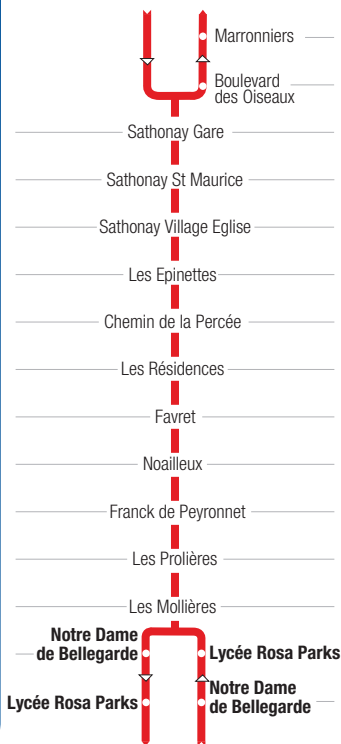 Marronniers
Boulevard
des Oiseaux
Sathonay Gare
Sathonay St Maurice
Sathonay Village Eglise
Les Epinettes
Chemin de la Percée
Les Résidences
Favret
Noailleux
Franck de Peyronnet
Les Prolières
Les Mollières
Notre Dame
de Bellegarde
Lycée Rosa Parks
Lycée Rosa Parks
Notre Dame
de Bellegarde